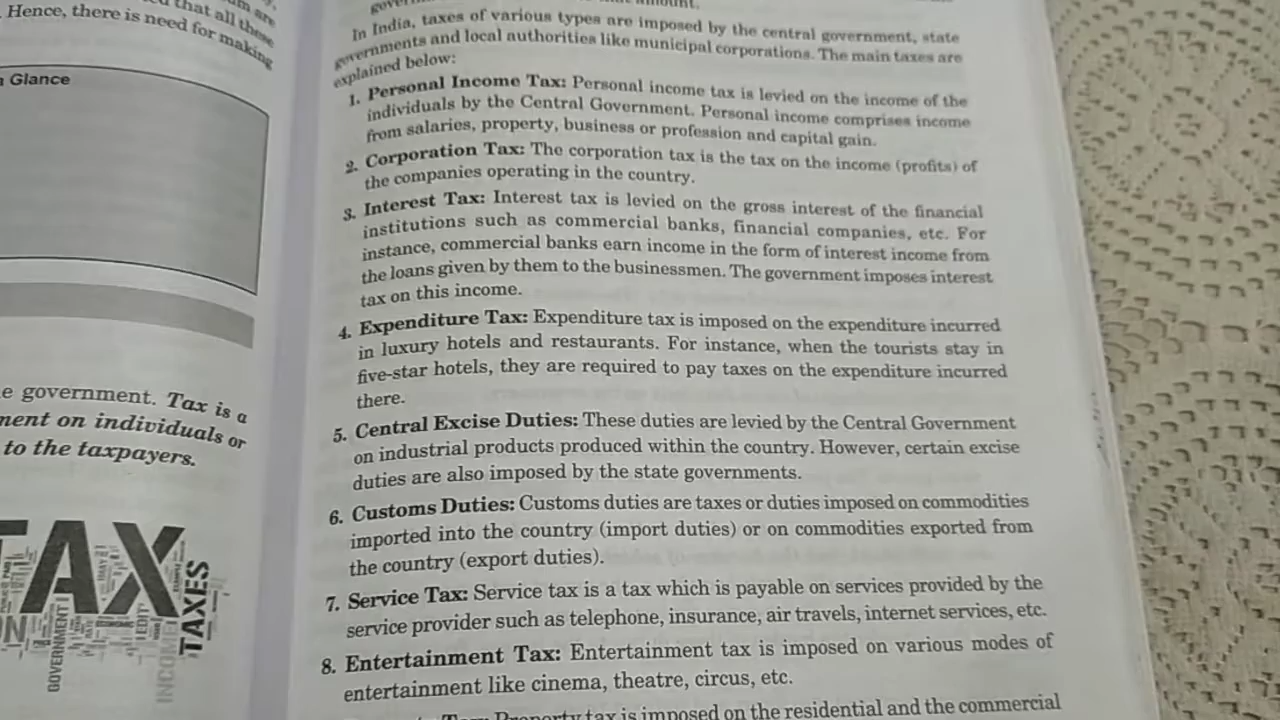 that all these
. Hence, there is need for making
Glance
e government. Tax is a
ment on individuals or
to the taxpayers.
TAX
TAXES
GOVERNMENT
In India, taxes of various types are imposed by the central government, state
governments and local authorities like municipal corporations. The main taxes are
explained below:
1. Personal Income Tax: Personal income tax is levied on the income of the
individuals by the Central Government. Personal income comprises income
from salaries, property, business or profession and capital gain.
2. Corporation Tax: The corporation tax is the tax on the income (profits) of
the companies operating in the country.
3. Interest Tax: Interest tax is levied on the gross interest of the financial
institutions such as commercial banks, financial companies, etc. For
instance, commercial banks earn income in the form of interest income from
the loans given by them to the businessmen. The government imposes interest
tax on this income.
4. Expenditure Tax: Expenditure tax is imposed on the expenditure incurred
in luxury hotels and restaurants. For instance, when the tourists stay in
five-star hotels, they are required to pay taxes on the expenditure incurred
there.
5. Central Excise Duties: These duties are levied by the Central Government
on industrial products produced within the country. However, certain excise
duties are also imposed by the state governments.
6. Customs Duties: Customs duties are taxes or duties imposed on commodities
imported into the country (import duties) or on commodities exported from
the country (export duties).
7. Service Tax: Service tax is a tax which is payable on services provided by the
service provider such as telephone, insurance, air travels, internet services, etc.
8. Entertainment Tax: Entertainment tax is imposed on various modes of
entertainment like cinema, theatre, circus, etc.
Tax: Property tax is imposed on the residential and the commercial